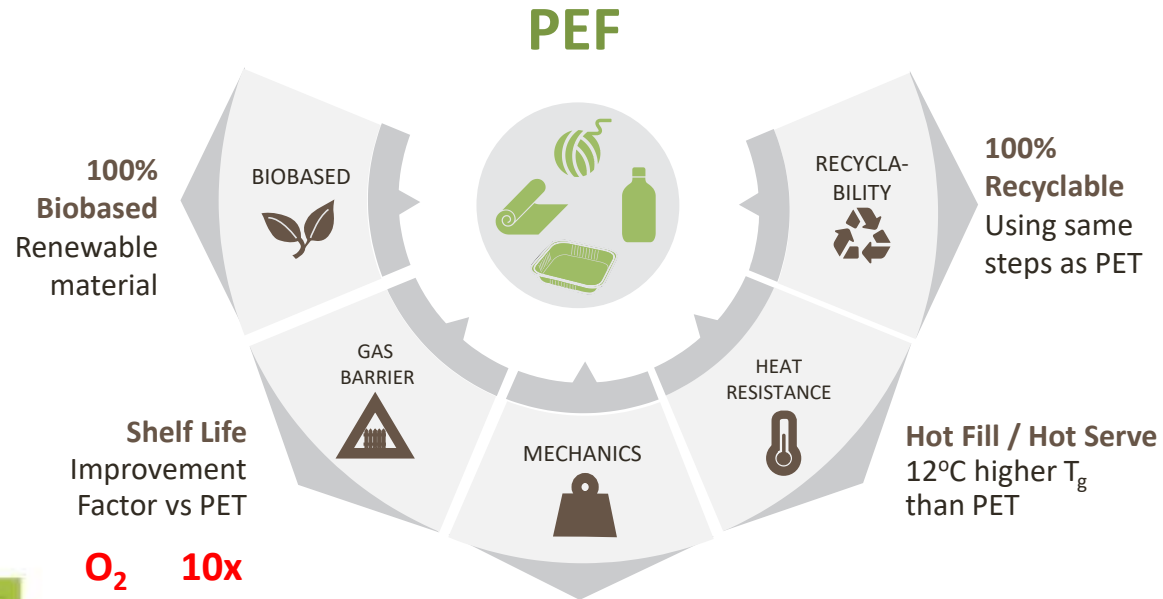 PEF
BIOBASED
100%
Biobased
Renewable
material
GAS
BARRIER
Shelf Life
Improvement
Factor vs PET
O₂ 10x
MECHANICS
HEAT
RESISTANCE
Hot Fill / Hot Serve
12°C higher Tg
than PET
RECYCLA-
BILITY
100%
Recyclable
Using same
steps as PET